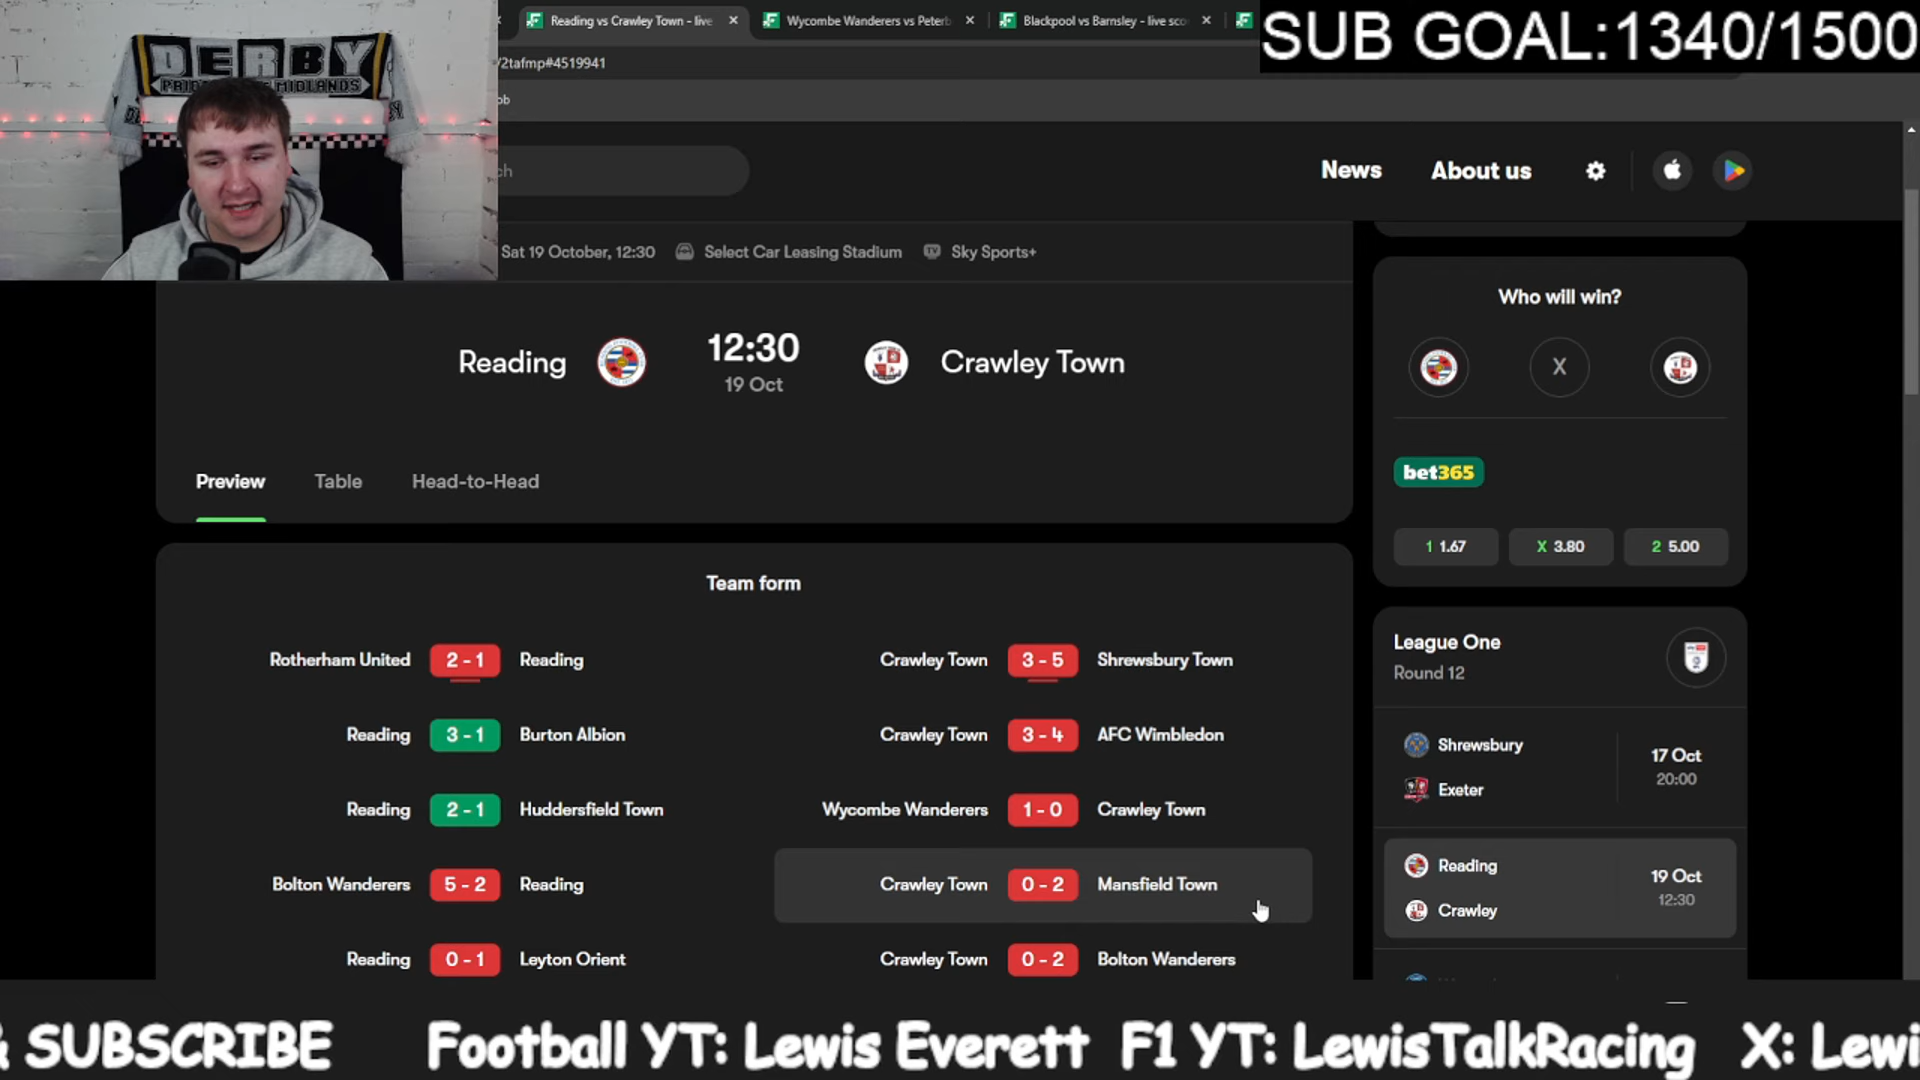 Reading vs Crawley Town - live
Wycombe Wanderers vs Peterb
Blackpool vs Barnsley - live sco
SUB GOAL:1340/1500
2tafmp#4519941
DERBY
MIDLANDS
News
About us
Sat 19 October, 12:30
Select Car Leasing Stadium
Sky Sports+
Reading
12:30
19 Oct
Crawley Town
Preview
Table
Head-to-Head
Who will win?
X
bet365
1 1.67
X 3.80
2 5.00
Team form
Rotherham United 2 - 1 Reading
Crawley Town 3 - 5 Shrewsbury Town
Reading 3 - 1 Burton Albion
Crawley Town 3 - 4 AFC Wimbledon
Reading 2 - 1 Huddersfield Town
Wycombe Wanderers 1 - 0 Crawley Town
Bolton Wanderers 5 - 2 Reading
Crawley Town 0 - 2 Mansfield Town
Reading 0 - 1 Leyton Orient
Crawley Town 0 - 2 Bolton Wanderers
League One
Round 12
Shrewsbury
Exeter
17 Oct
20:00
Reading
Crawley
19 Oct
12:30
& SUBSCRIBE Football YT: Lewis Everett F1 YT: LewisTalkRacing X: Lewi